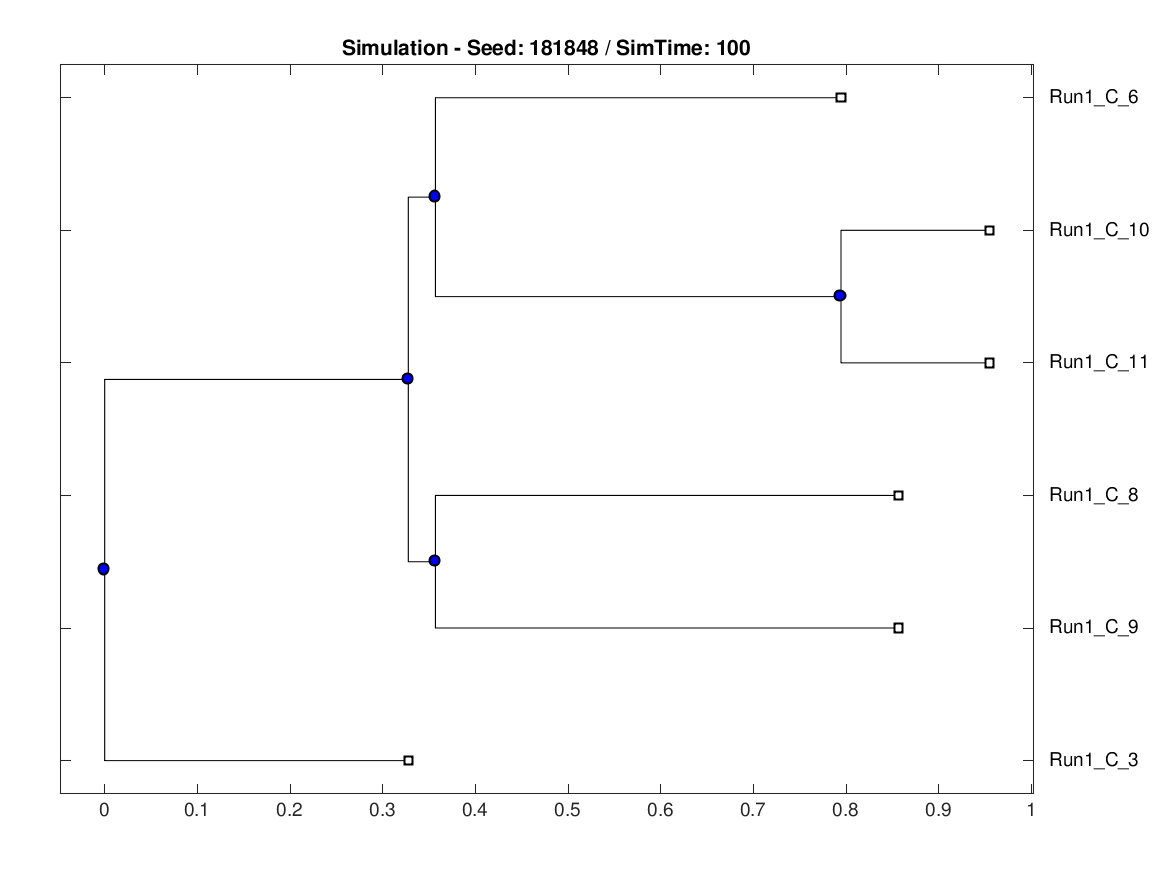 Simulation - Seed: 181848 / SimTime: 100
Run1_C_6
Run1_C_10
Run1_C_11
Run1_C_8
Run1_C_9
Run1_C_3
0 0.1 0.2 0.3 0.4 0.5 0.6 0.7 0.8 0.9 1